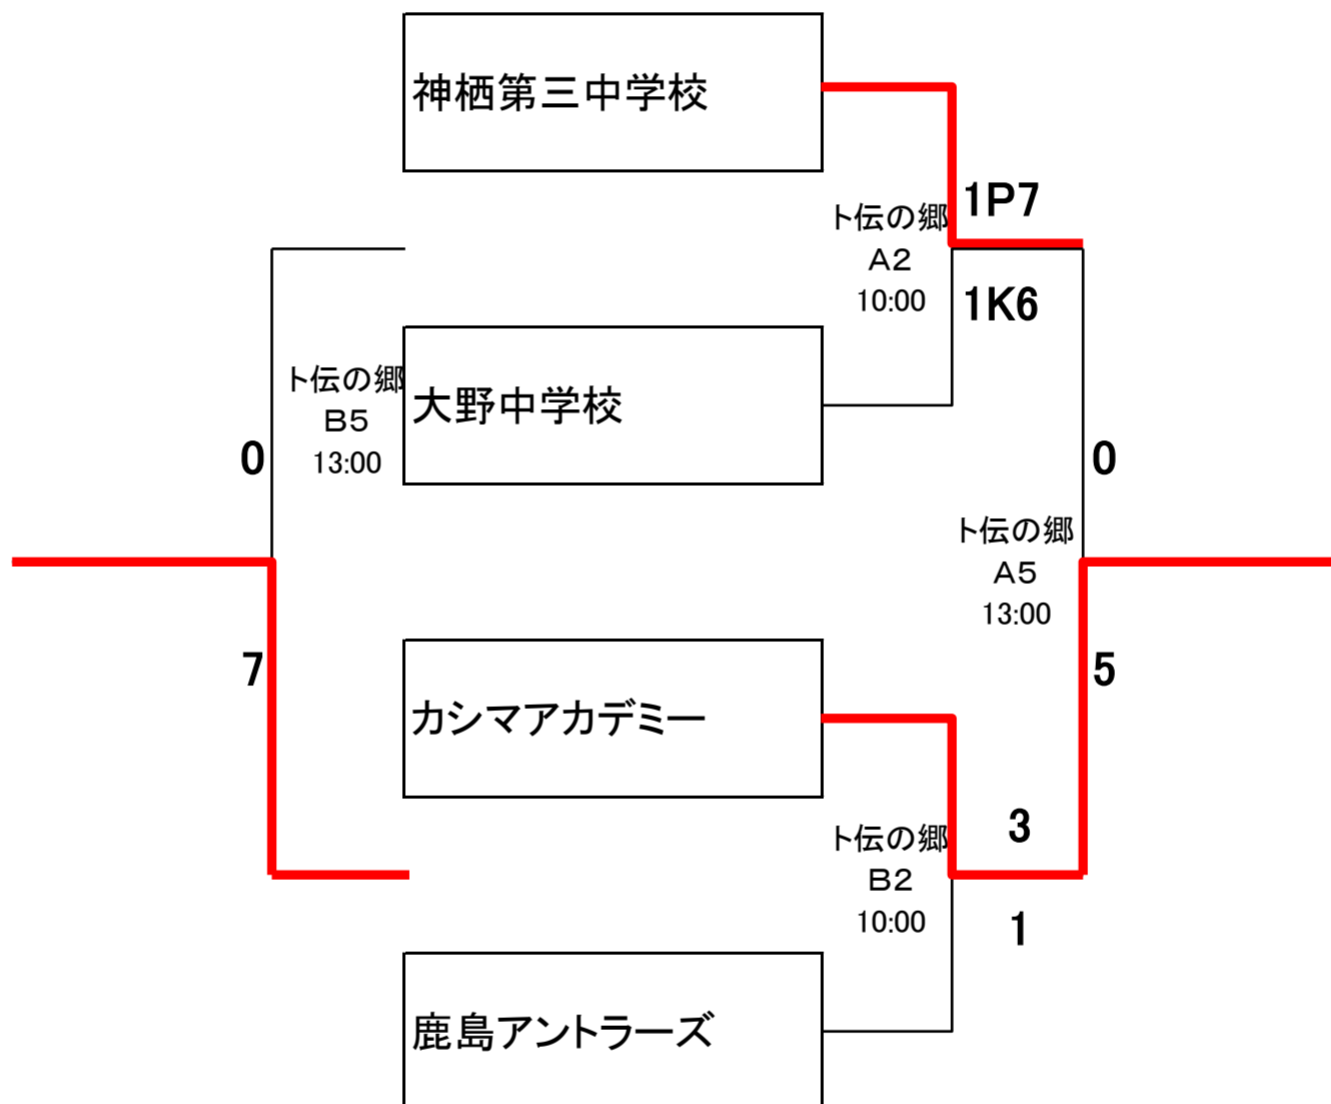 神栖第三中学校
ト伝の郷
A2
10:00
1P7
1K6
ト伝の郷
B5
13:00
大野中学校
0
0
ト伝の郷
A5
13:00
7
5
カシマアカデミー
ト伝の郷
B2
10:00
3
1
鹿島アントラーズ